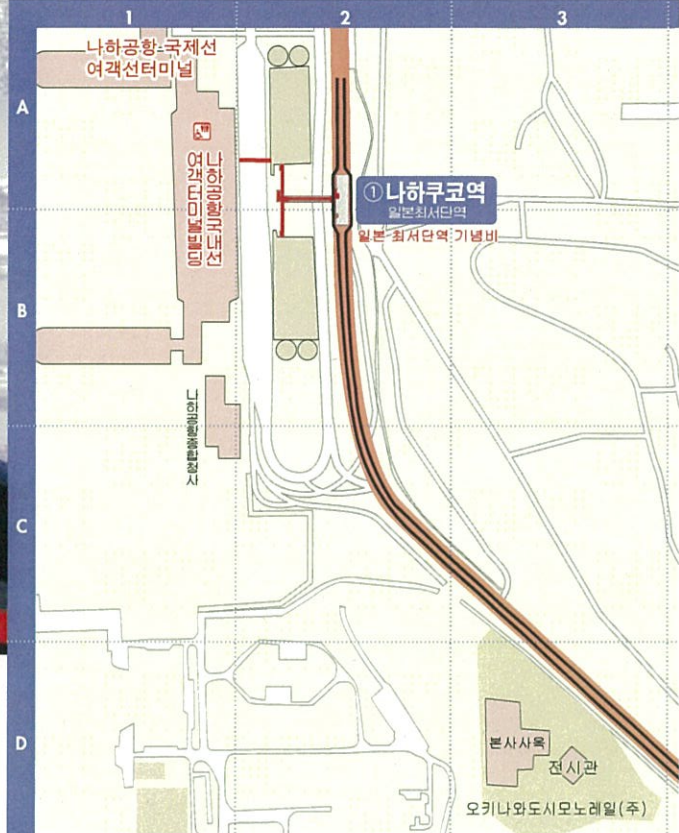 1
2
3
A
B
C
D
나하공항 국제선
여객선터미널
나하공항국내선
여객터미널빌딩
①나하쿠코역
일본최서단역
일본 최서단역 기념비
나하공항종합청사
본사사옥
전시관
오키나와도시모노레일(주)